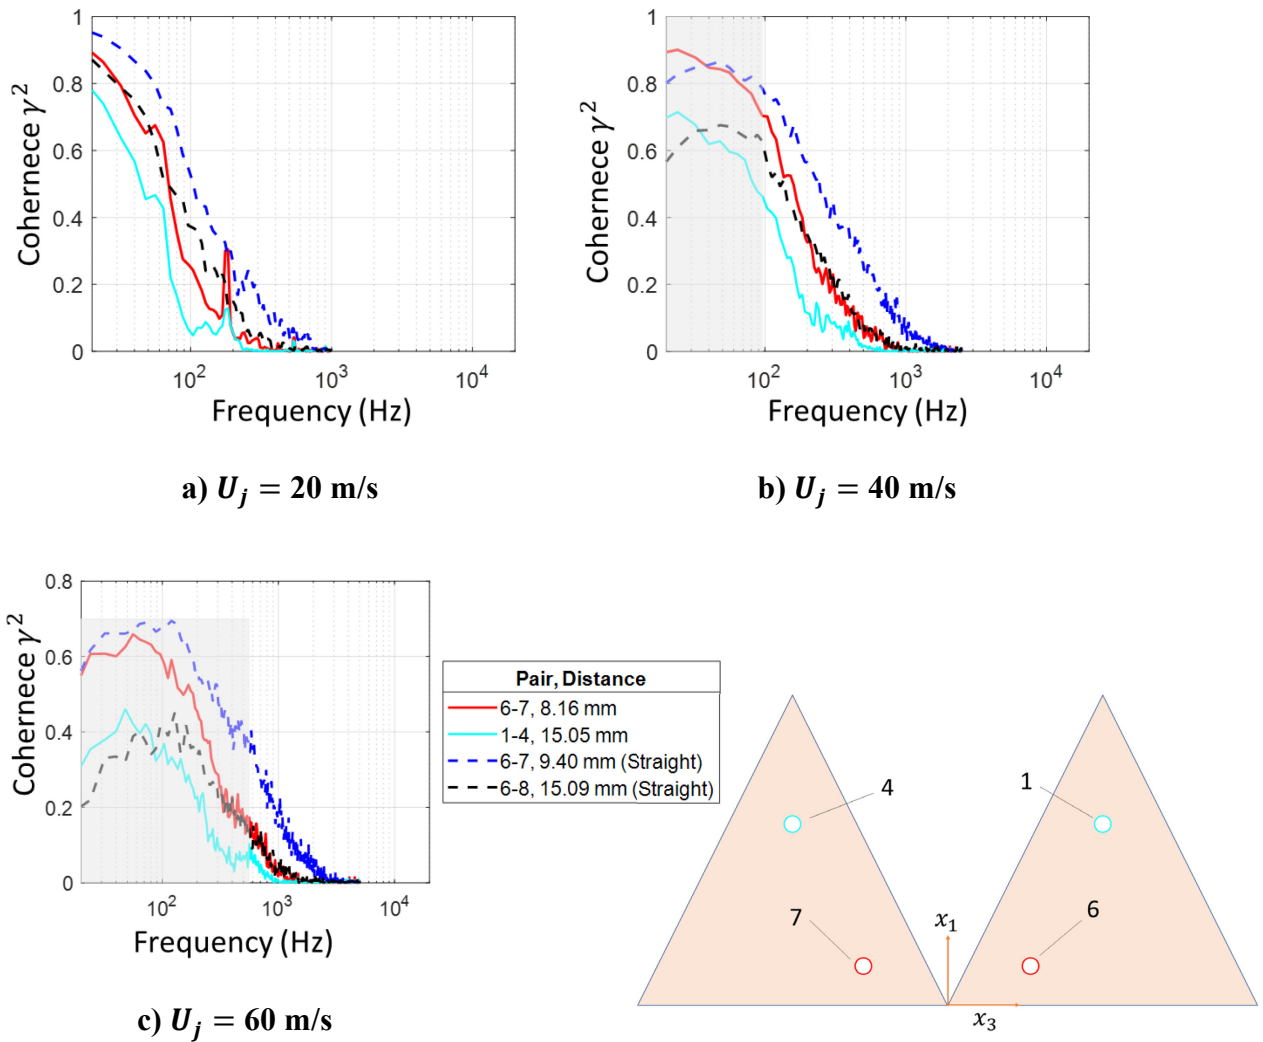 1
0.8
0.6
0.4
0.2
0
Cohernece γ²
10² 10³ 10⁴
Frequency (Hz)
a) U_j = 20 m/s
1
0.8
0.6
0.4
0.2
0
Cohernece γ²
10² 10³ 10⁴
Frequency (Hz)
b) U_j = 40 m/s
0.8
0.6
0.4
0.2
0
Cohernece γ²
10² 10³ 10⁴
Frequency (Hz)
c) U_j = 60 m/s
Pair, Distance
6-7, 8.16 mm
1-4, 15.05 mm
6-7, 9.40 mm (Straight)
6-8, 15.09 mm (Straight)
4
1
7
6
x₁
x₃